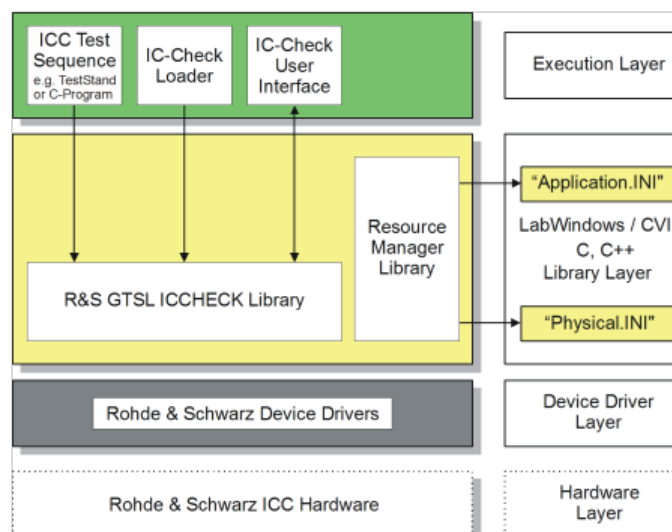 ICC Test
Sequence
e.g. TestStand
or C-Program
IC-Check
Loader
IC-Check
User
Interface
Execution Layer
R&S GTSL ICCHECK Library
Resource
Manager
Library
“Application.INI”
LabWindows / CVI
C, C++
Library Layer
“Physical.INI”
Rohde & Schwarz Device Drivers
Device Driver
Layer
Rohde & Schwarz ICC Hardware
Hardware
Layer